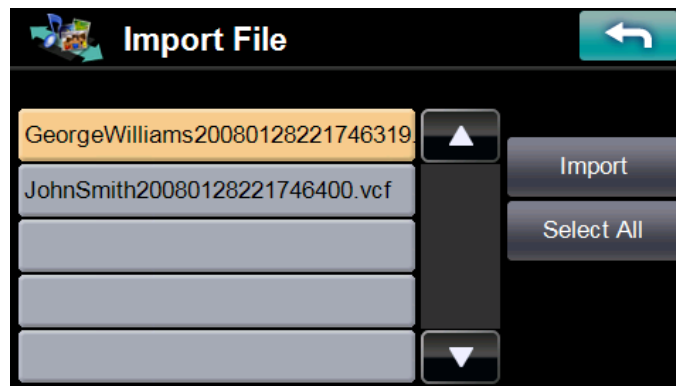 Import File
GeorgeWilliams20080128221746319.
JohnSmith20080128221746400.vcf
Import
Select All